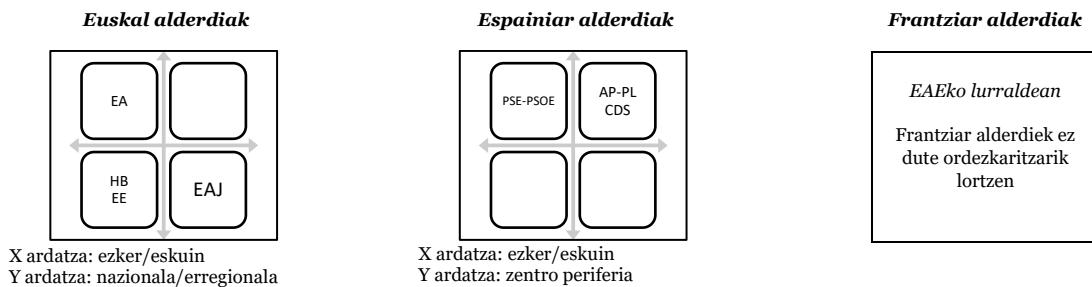 Euskal alderdiak
EA
HB
EE
EAJ
X ardatza: ezker/eskuin
Y ardatza: nazionala/erregionala
Espainiar alderdiak
PSE-PSOE
AP-PL
CDS
X ardatza: ezker/eskuin
Y ardatza: zentro periferia
Frantziar alderdiak
EAEko lurraldean
Frantziar alderdiek ez
dute ordezkaritzarik
lortzen